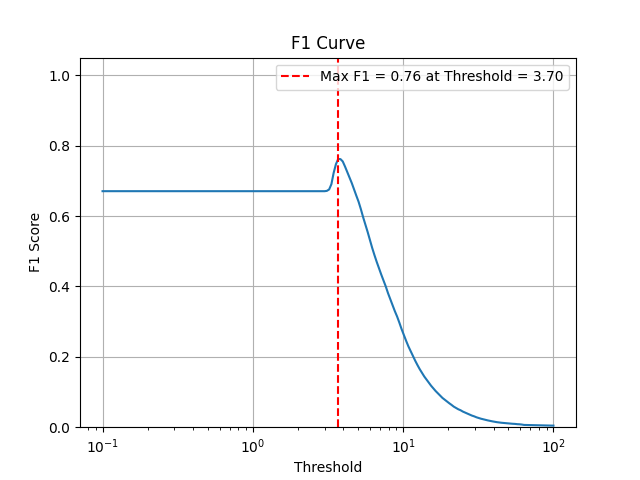 F1 Curve
Max F1 = 0.76 at Threshold = 3.70
1.0
0.8
0.6
0.4
0.2
0.0
F1 Score
10⁻¹
10⁰
10¹
10²
Threshold